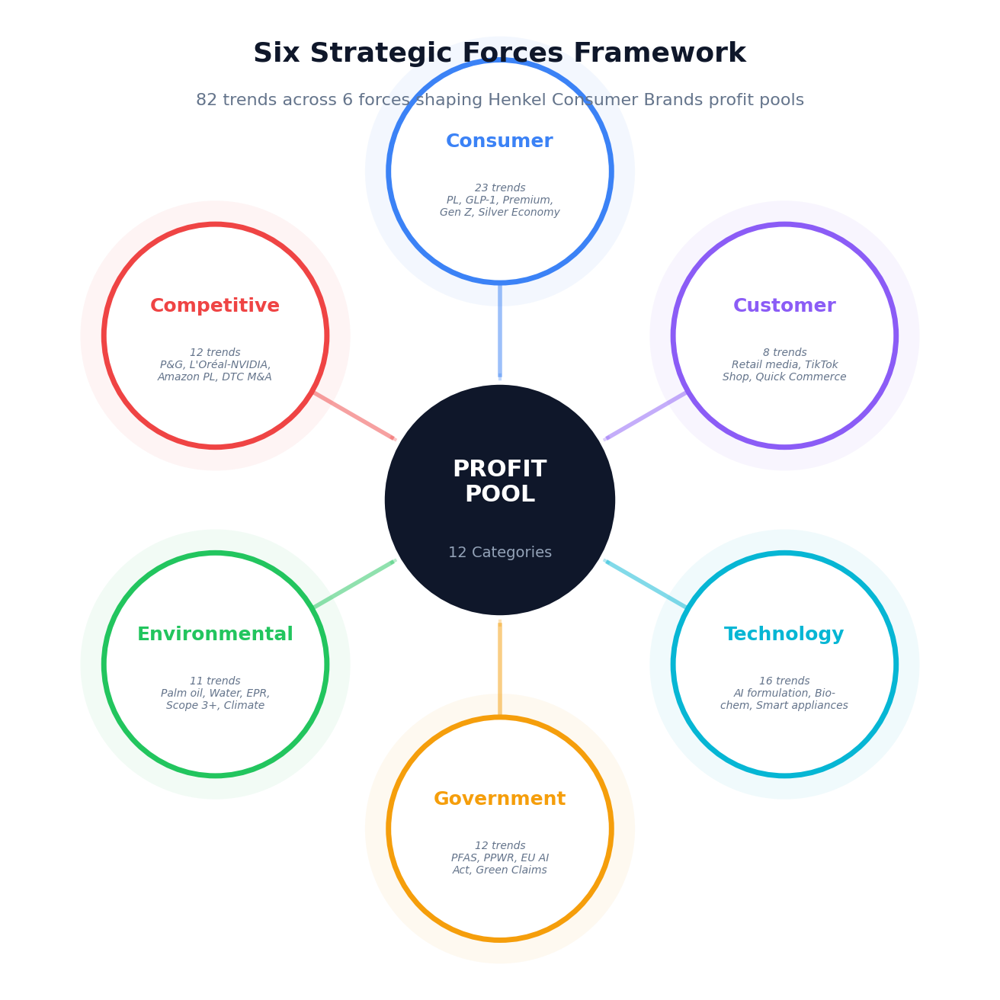 Six Strategic Forces Framework
82 trends across 6 forces shaping Henkel Consumer Brands profit pools
Consumer
23 trends
PL, GLP-1, Premium,
Gen Z, Silver Economy
Competitive
12 trends
P&G, L'Oréal-NVIDIA,
Amazon PL, DTC M&A
Customer
8 trends
Retail media, TikTok
Shop, Quick Commerce
PROFIT
POOL
12 Categories
Environmental
11 trends
Palm oil, Water, EPR,
Scope 3+, Climate
Technology
16 trends
AI formulation, Bio-
chem, Smart appliances
Government
12 trends
PFAS, PPWR, EU AI
Act, Green Claims